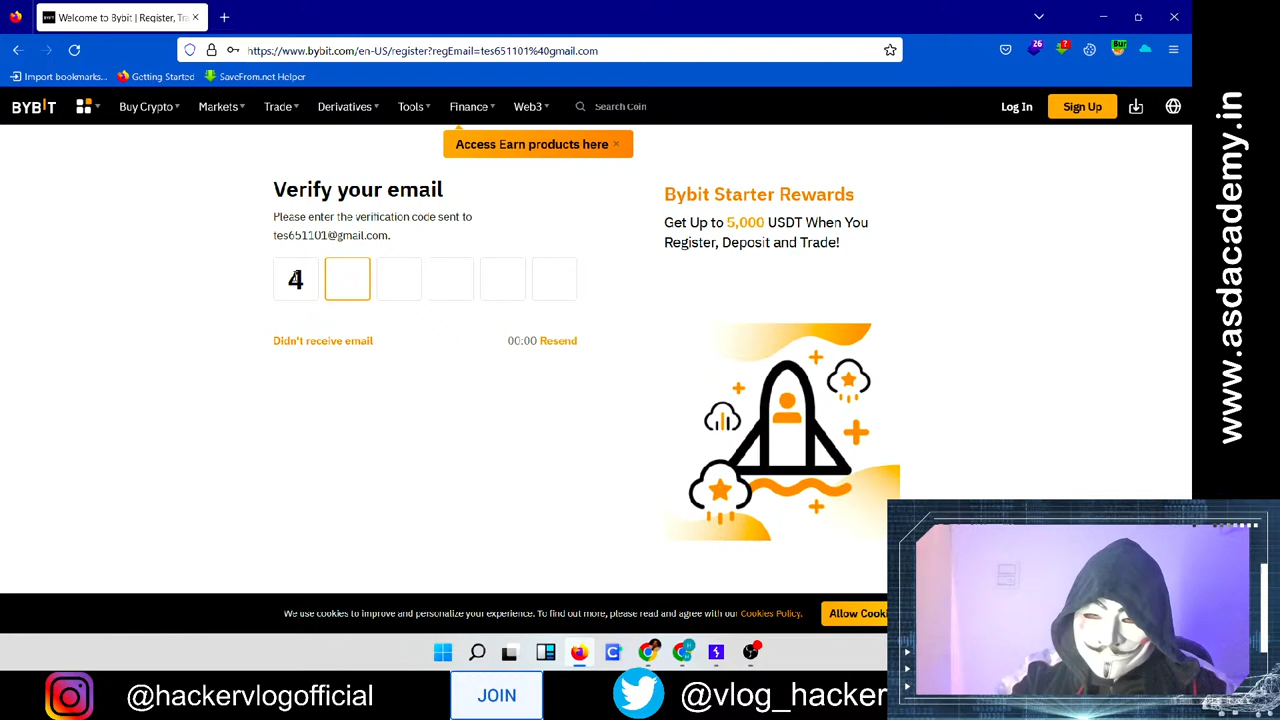 Welcome to Bybit | Register, Tra
https://www.bybit.com/en-US/register?regEmail=tes651101%40gmail.com
26
?
Bur
Import bookmarks...
Getting Started
SaveFrom.net Helper
BYBIT
Buy Crypto
Markets
Trade
Derivatives
Tools
Finance
Web3
Search Coin
Log In
Sign Up
Access Earn products here ×
Verify your email
Please enter the verification code sent to
tes651101@gmail.com.
4
Didn't receive email
00:00 Resend
Bybit Starter Rewards
Get Up to 5,000 USDT When You
Register, Deposit and Trade!
We use cookies to improve and personalize your experience. To find out more, please read and agree with our Cookies Policy.
Allow Cooki
@hackervlogofficial
JOIN
@vlog_hacker
www.asdacademy.in